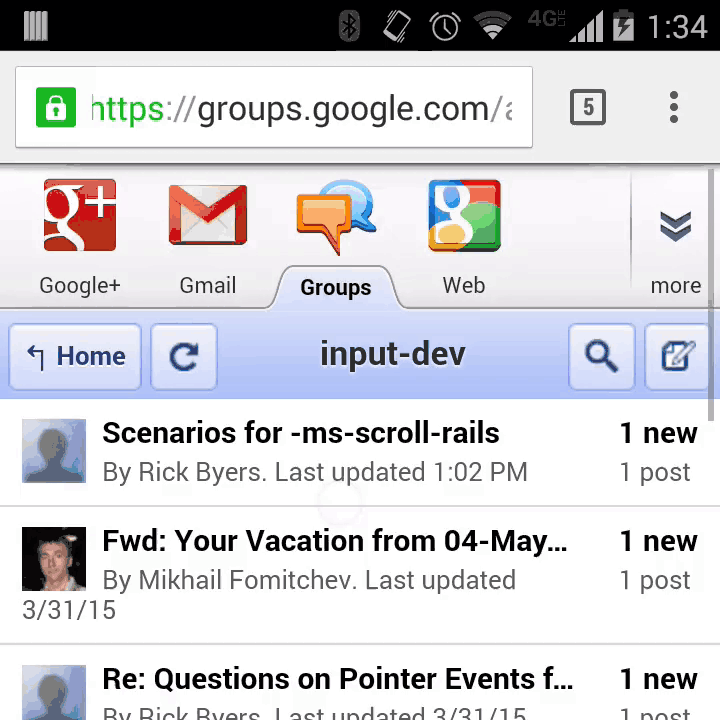 4G LTE 1:34
https://groups.google.com/a
5
Google+ Gmail Groups Web more
Home input-dev
Scenarios for -ms-scroll-rails 1 new
By Rick Byers. Last updated 1:02 PM 1 post
Fwd: Your Vacation from 04-May... 1 new
By Mikhail Fomitchev. Last updated 1 post
3/31/15
Re: Questions on Pointer Events f... 1 new
By Rick Byers. Last updated 3/31/15 1 post